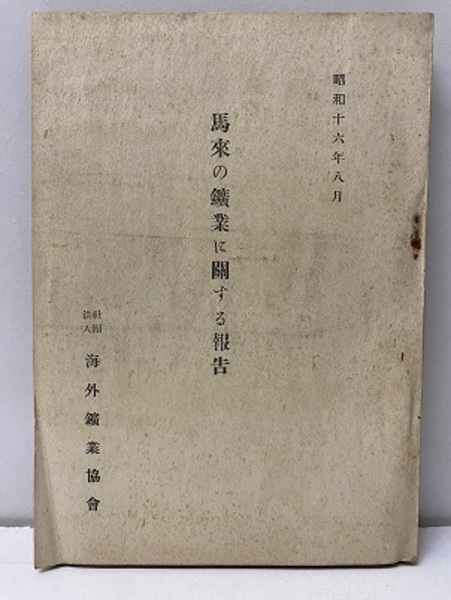 昭和十六年八月
馬來の鑛業に關する報告
社團法人 海外鑛業協會